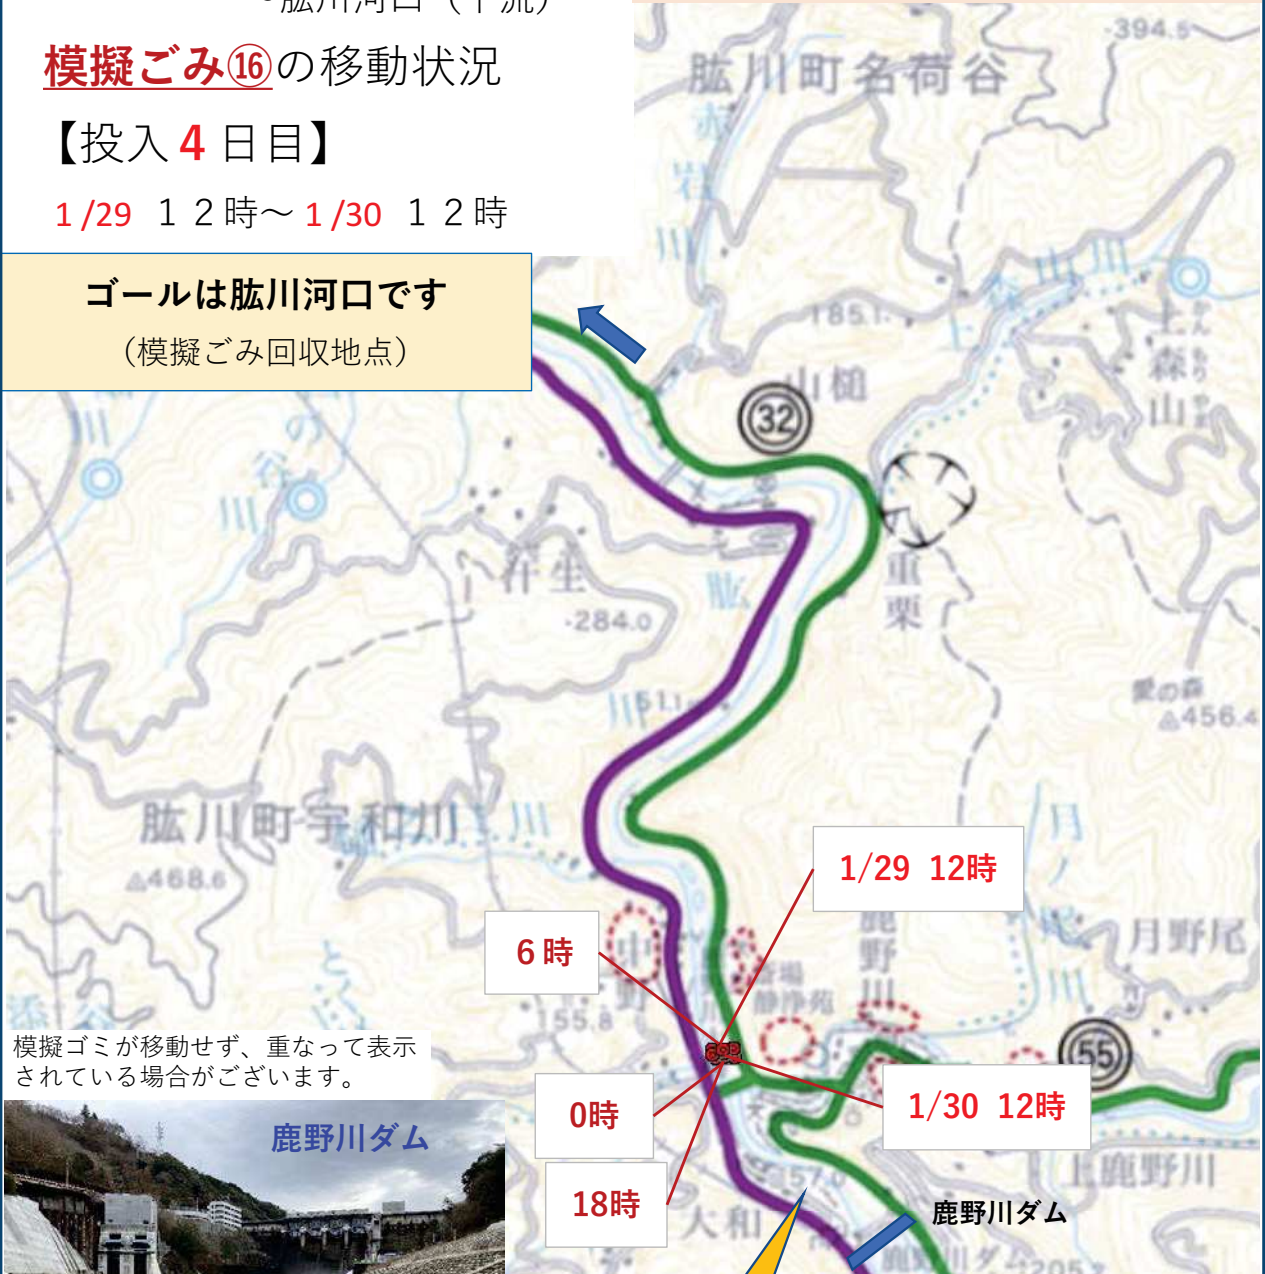 模擬ごみ⑯の移動状況
【投入4日目】
1/29 12時～1/30 12時
ゴールは肱川河口です
（模擬ごみ回収地点）
肱川町名荷谷
394.5
赤岩川
185.1
山槌
32
上森山
重栗
284.0
肱川
51.1
愛の森
456.4
肱川町宇和川
468.6
1/29 12時
6時
鹿野川
月野尾
155.8
模擬ゴミが移動せず、重なって表示
されている場合がございます。
55
0時
1/30 12時
18時
鹿野川ダム
上鹿野川
大和
鹿野川ダム